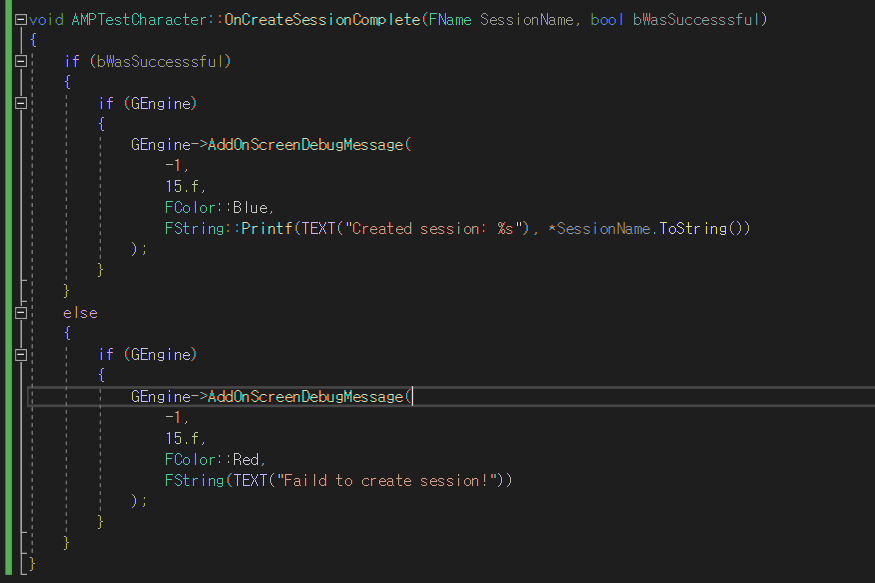 void AMPTestCharacter::OnCreateSessionComplete(FName SessionName, bool bWasSuccesssful)
{
    if (bWasSuccesssful)
    {
        if (GEngine)
        {
            GEngine->AddOnScreenDebugMessage(
                -1,
                15.f,
                FColor::Blue,
                FString::Printf(TEXT("Created session: %s"), *SessionName.ToString())
            );
        }
    }
    else
    {
        if (GEngine)
        {
            GEngine->AddOnScreenDebugMessage(
                -1,
                15.f,
                FColor::Red,
                FString(TEXT("Faild to create session!"))
            );
        }
    }
}